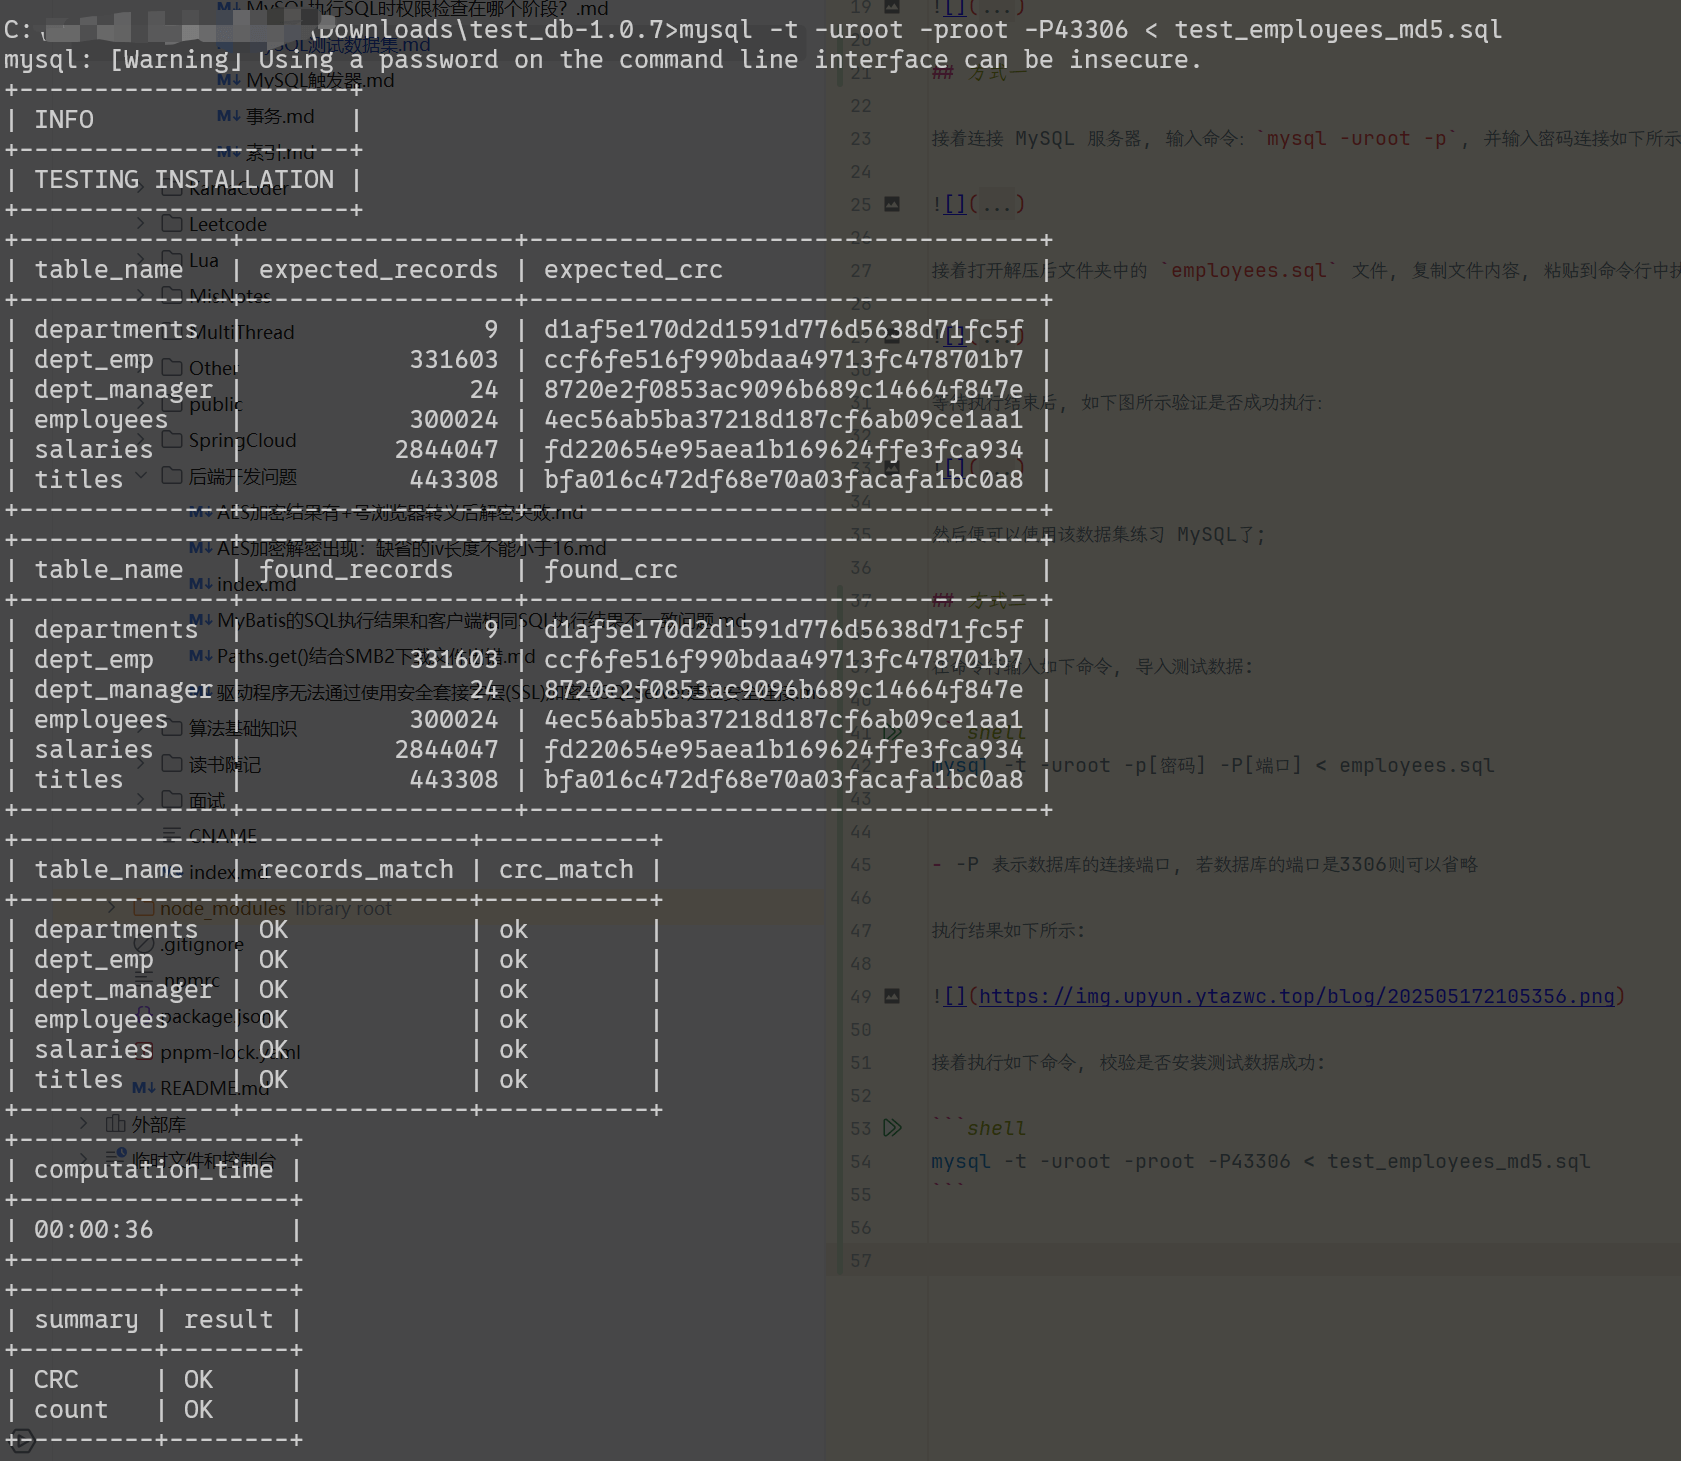 C:\ \Downloads\test_db-1.0.7>mysql -t -uroot -proot -P43306 < test_employees_md5.sql
mysql: [Warning] Using a password on the command line interface can be insecure.
+----------------------+
| INFO                 |
+----------------------+
| TESTING INSTALLATION |
+----------------------+
+--------------+------------------+----------------------------------+
| table_name   | expected_records | expected_crc                     |
+--------------+------------------+----------------------------------+
| departments  |                9 | d1af5e170d2d1591d776d5638d71fc5f |
| dept_emp     |           331603 | ccf6fe516f990bdaa49713fc478701b7 |
| dept_manager |               24 | 8720e2f0853ac9096b689c14664f847e |
| employees    |           300024 | 4ec56ab5ba37218d187cf6ab09ce1aa1 |
| salaries     |          2844047 | fd220654e95aea1b169624ffe3fca934 |
| titles       |           443308 | bfa016c472df68e70a03facafa1bc0a8 |
+--------------+------------------+----------------------------------+
+--------------+------------------+----------------------------------+
| table_name   | found_records    | found_crc                        |
+--------------+------------------+----------------------------------+
| departments  |                9 | d1af5e170d2d1591d776d5638d71fc5f |
| dept_emp     |           331603 | ccf6fe516f990bdaa49713fc478701b7 |
| dept_manager |               24 | 8720e2f0853ac9096b689c14664f847e |
| employees    |           300024 | 4ec56ab5ba37218d187cf6ab09ce1aa1 |
| salaries     |          2844047 | fd220654e95aea1b169624ffe3fca934 |
| titles       |           443308 | bfa016c472df68e70a03facafa1bc0a8 |
+--------------+------------------+----------------------------------+
+--------------+---------------+-----------+
| table_name   | records_match | crc_match |
+--------------+---------------+-----------+
| departments  | OK            | ok        |
| dept_emp     | OK            | ok        |
| dept_manager | OK            | ok        |
| employees    | OK            | ok        |
| salaries     | OK            | ok        |
| titles       | OK            | ok        |
+--------------+---------------+-----------+
+------------------+
| computation_time |
+------------------+
| 00:00:36         |
+------------------+
+---------+--------+
| summary | result |
+---------+--------+
| CRC     | OK     |
| count   | OK     |
+---------+--------+
MySQL执行SQL时权限检查在哪个阶段? .md
SQL测试数据集.md
MySQL触发器.md
事务.md
索引.md
kamaCoder
Leetcode
Lua
MisNotes
MultiThread
Other
public
SpringCloud
后端开发问题
AES加密结果有+号浏览器转义后解密失败.md
AES加密解密出现：缺省的iv长度不能小于16.md
index.md
MyBatis的SQL执行结果和客户端相同SQL执行结果不一致问题.md
Paths.get()结合SMB2下载文件 错.md
驱动程序无法通过使用安全套接字层(SSL)
算法基础知识
读书随记
面试
CNAME
index.md
node_modules library root
.gitignore
.npmrc
package.json
pnpm-lock.yaml
README.md
外部库
临时文件和控制台
19 ![](...)
21 ## 方式一
22
23 接着连接 MySQL 服务器, 输入命令: `mysql -uroot -p`, 并输入密码连接如下所示
24
25 ![](...)
26
27 接着打开解压后文件夹中的 `employees.sql` 文件, 复制文件内容, 粘贴到命令行中执
28
29 ![](...)
30
31 等待执行结束后, 如下图所示验证是否成功执行:
32
33 ![](...)
34
35 然后便可以使用该数据集练习 MySQL了;
36
37 ## 方式二
在命令行输入如下命令, 导入测试数据:
40
41 shell
42 mysql -t -uroot -p[密码] -P[端口] < employees.sql
43
44
45 - -P 表示数据库的连接端口, 若数据库的端口是3306则可以省略
46
47 执行结果如下所示:
48
49 ![](https://img.upyun.ytazwc.top/blog/202505172105356.png)
50
51 接着执行如下命令, 校验是否安装测试数据成功:
52
53 ```shell
54 mysql -t -uroot -proot -P43306 < test_employees_md5.sql
55 ```
56
57